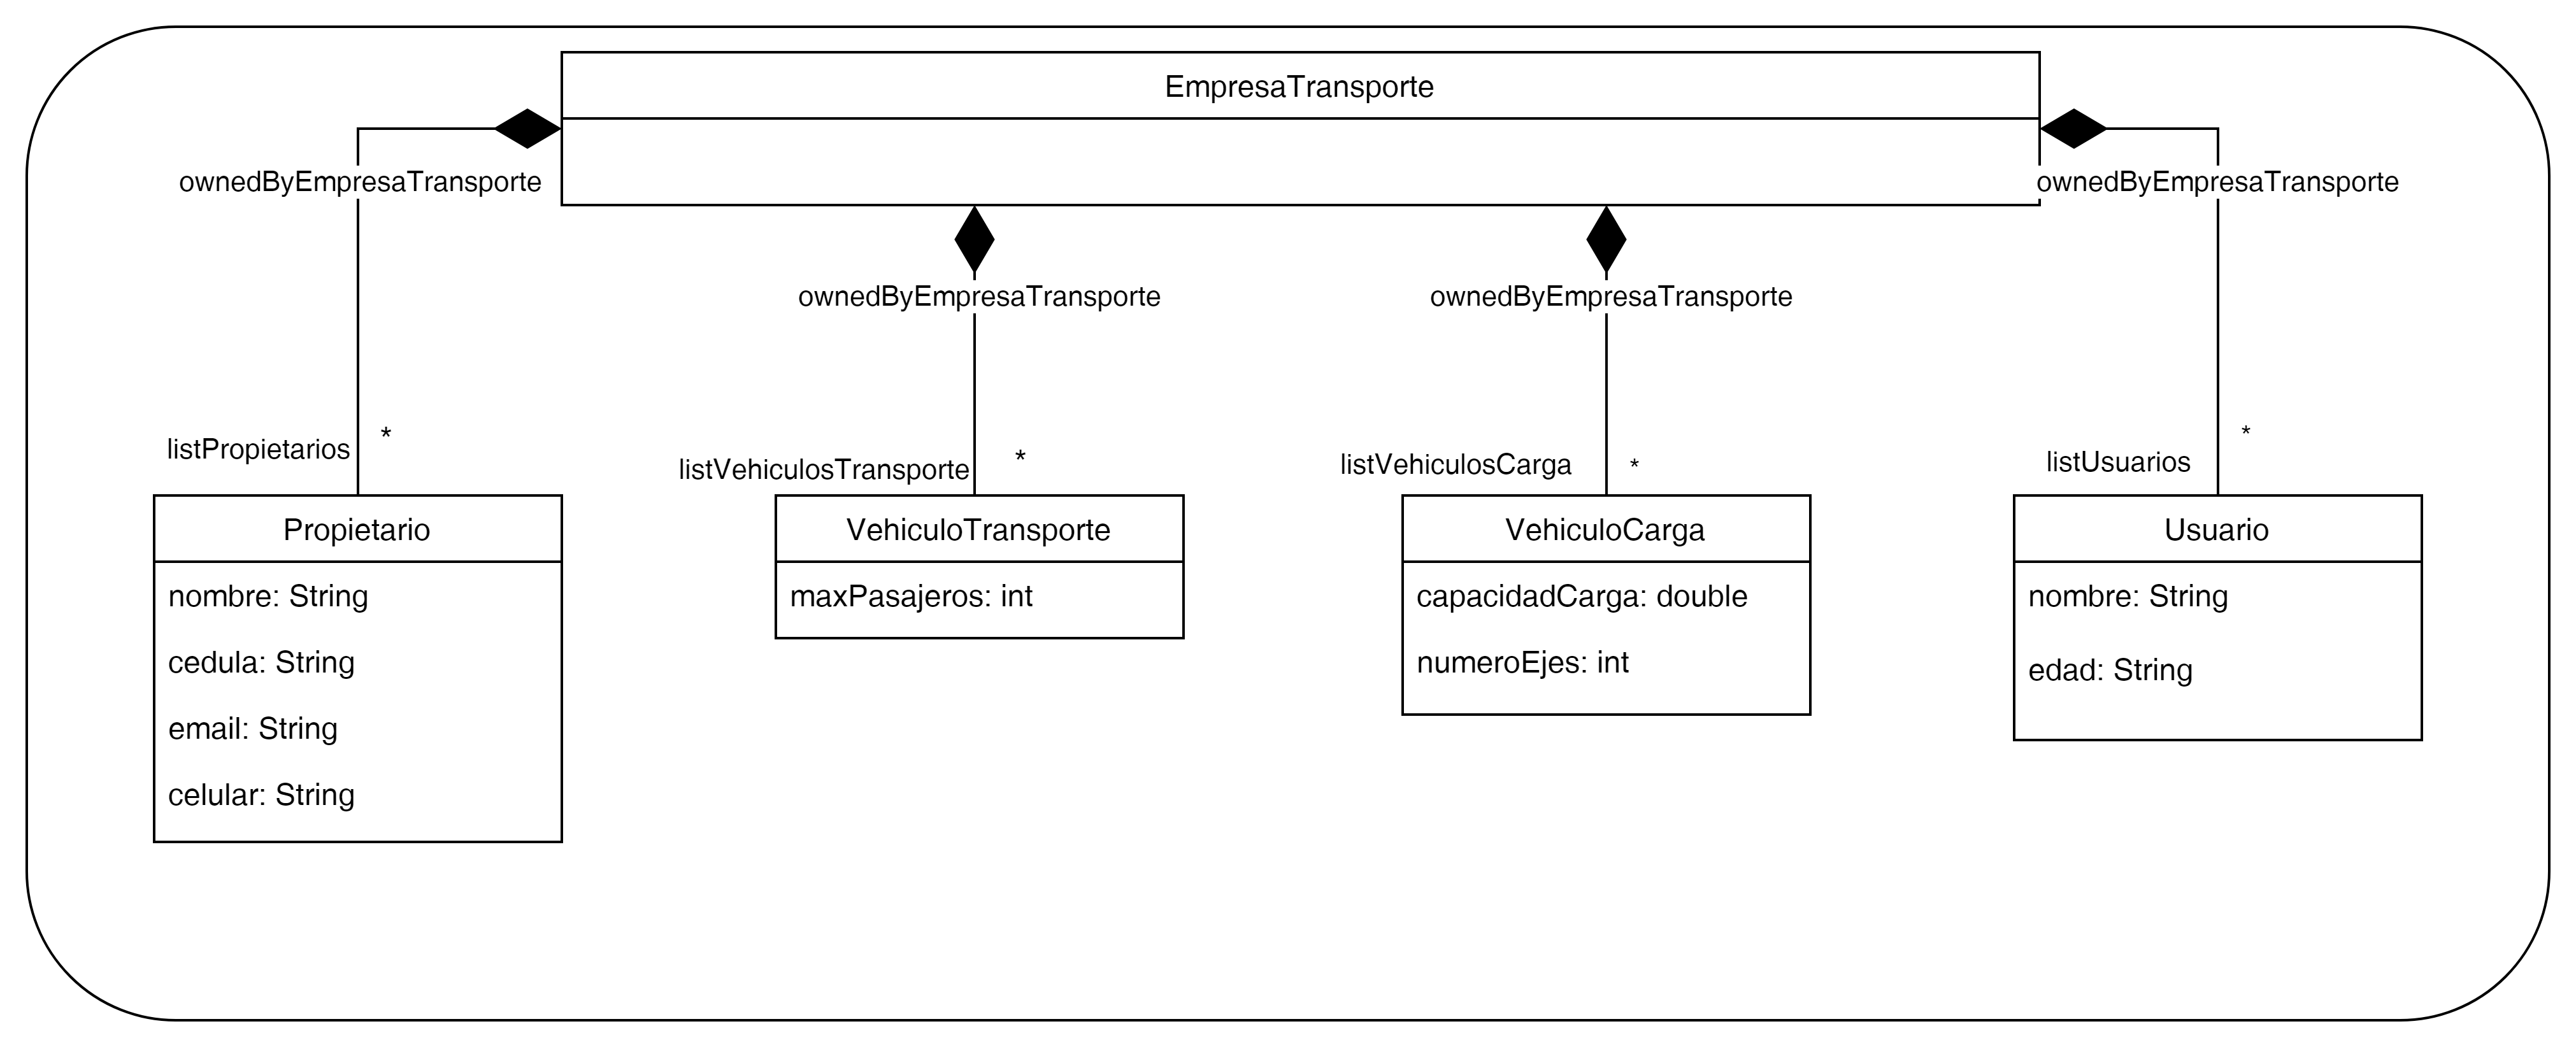 EmpresaTransporte
ownedByEmpresaTransporte
ownedByEmpresaTransporte
ownedByEmpresaTransporte
ownedByEmpresaTransporte
listPropietarios
*
listVehiculosTransporte
*
listVehiculosCarga
*
listUsuarios
*
Propietario
nombre: String
cedula: String
email: String
celular: String
VehiculoTransporte
maxPasajeros: int
VehiculoCarga
capacidadCarga: double
numeroEjes: int
Usuario
nombre: String
edad: String